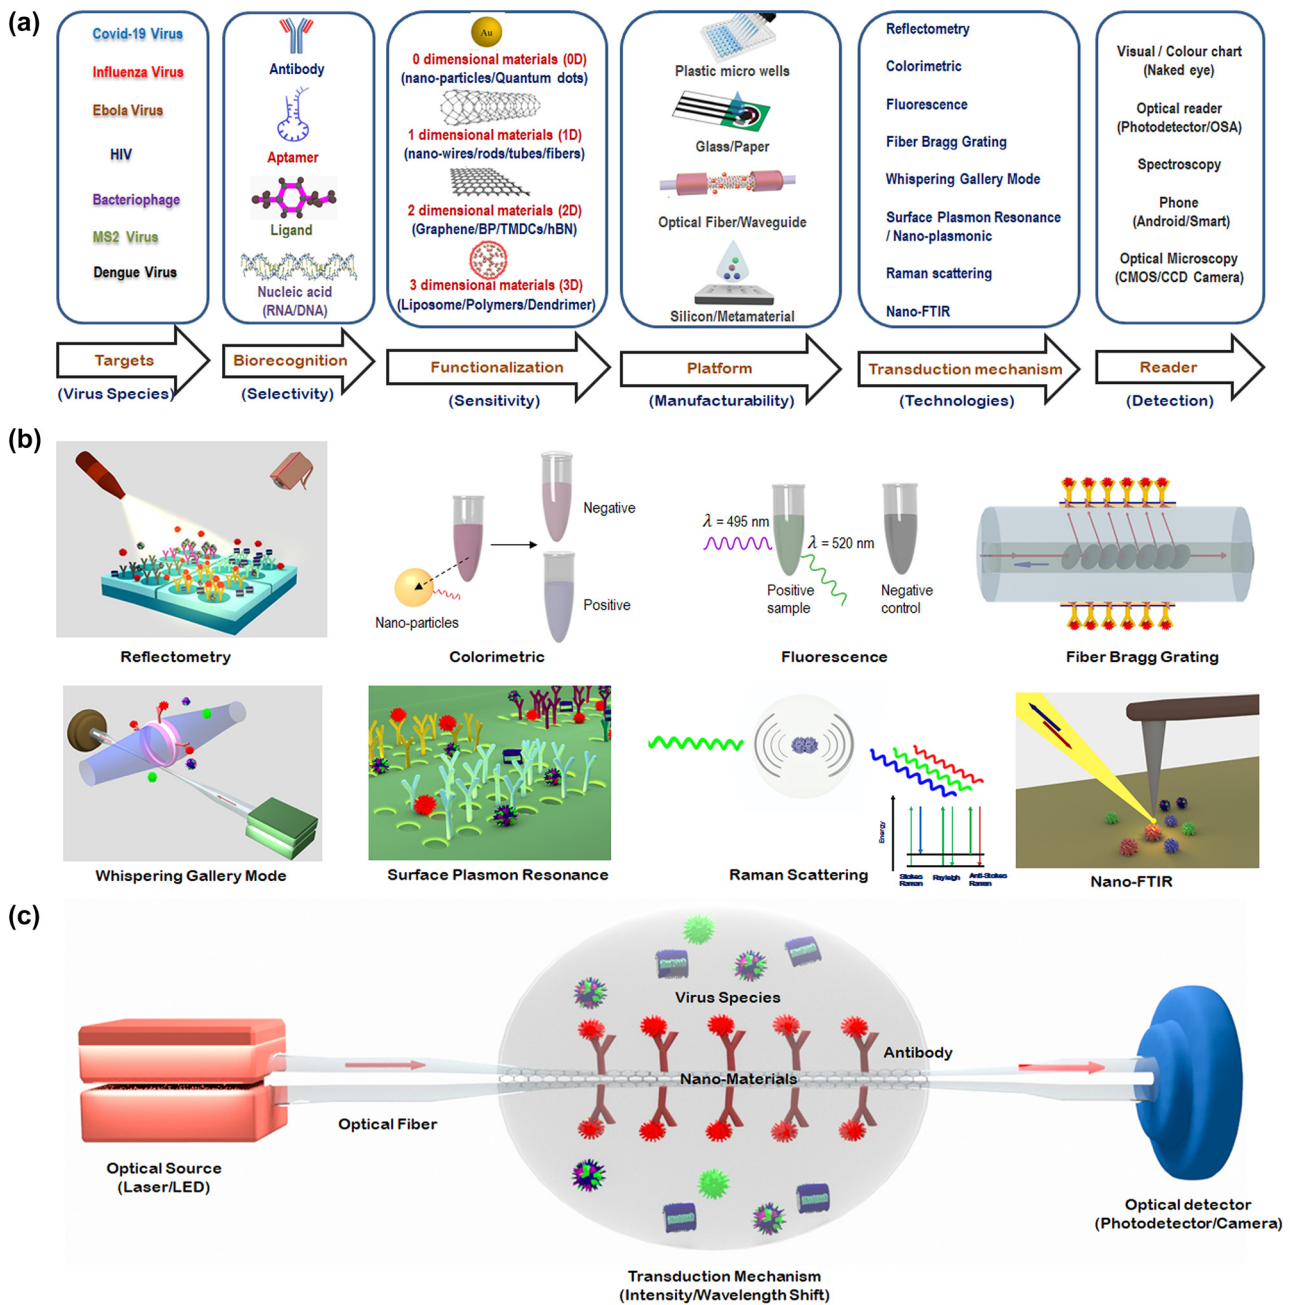 (a)
Covid-19 Virus
Influenza Virus
Ebola Virus
HIV
Bacteriophage
MS2 Virus
Dengue Virus
Targets
(Virus Species)
Antibody
Aptamer
Ligand
Nucleic acid
(RNA/DNA)
Biorecognition
(Selectivity)
Au
0 dimensional materials (0D)
(nano-particles/Quantum dots)
1 dimensional materials (1D)
(nano-wires/rods/tubes/fibers)
2 dimensional materials (2D)
(Graphene/BP/TMDCs/hBN)
3 dimensional materials (3D)
(Liposome/Polymers/Dendrimer)
Functionalization
(Sensitivity)
Plastic micro wells
Glass/Paper
Optical Fiber/Waveguide
Silicon/Metamaterial
Platform
(Manufacturability)
Reflectometry
Colorimetric
Fluorescence
Fiber Bragg Grating
Whispering Gallery Mode
Surface Plasmon Resonance
/ Nano-plasmonic
Raman scattering
Nano-FTIR
Transduction mechanism
(Technologies)
Visual / Colour chart
(Naked eye)
Optical reader
(Photodetector/OSA)
Spectroscopy
Phone
(Android/Smart)
Optical Microscopy
(CMOS/CCD Camera)
Reader
(Detection)
(b)
Reflectometry
Negative
Positive
Nano-particles
Colorimetric
λ = 495 nm
λ = 520 nm
Positive
sample
Negative
control
Fluorescence
Fiber Bragg Grating
Whispering Gallery Mode
Surface Plasmon Resonance
Energy
Stokes
Raman
Rayleigh
Anti-Stokes
Raman
Raman Scattering
Nano-FTIR
(c)
Virus Species
Antibody
Nano-Materials
Optical Fiber
Optical Source
(Laser/LED)
Optical detector
(Photodetector/Camera)
Transduction Mechanism
(Intensity/Wavelength Shift)